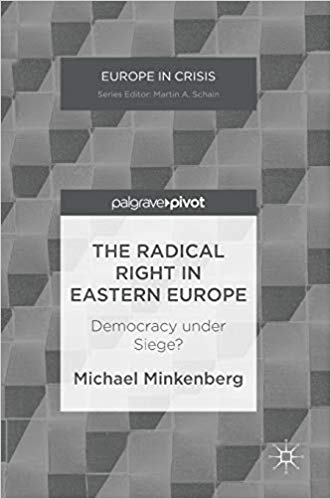 EUROPE IN CRISIS
Series Editor: Martin A. Schain
palgrave pivot
THE RADICAL
RIGHT IN
EASTERN EUROPE
Democracy under
Siege?
Michael Minkenberg